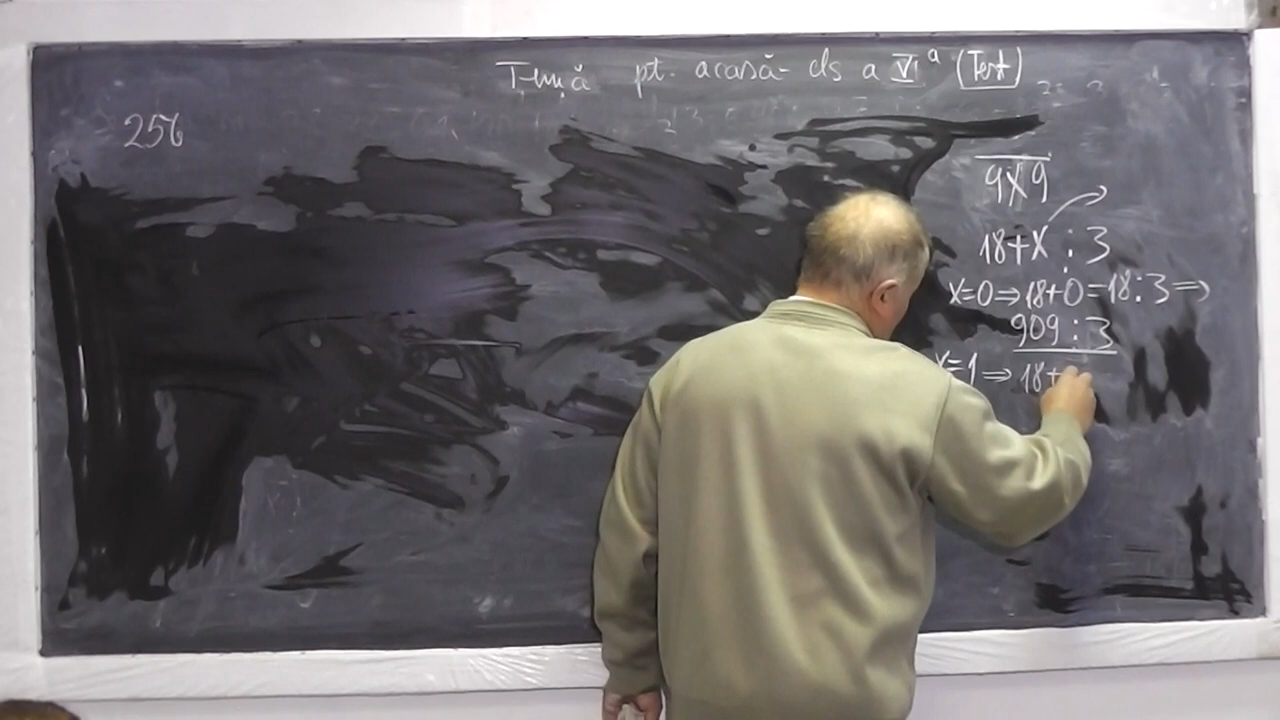 Temă pt. acasă cls a VI a (Test)
256
9X9
18+X : 3
X=0⇒18+0=18:3⇒
909 : 3
X=1⇒18+